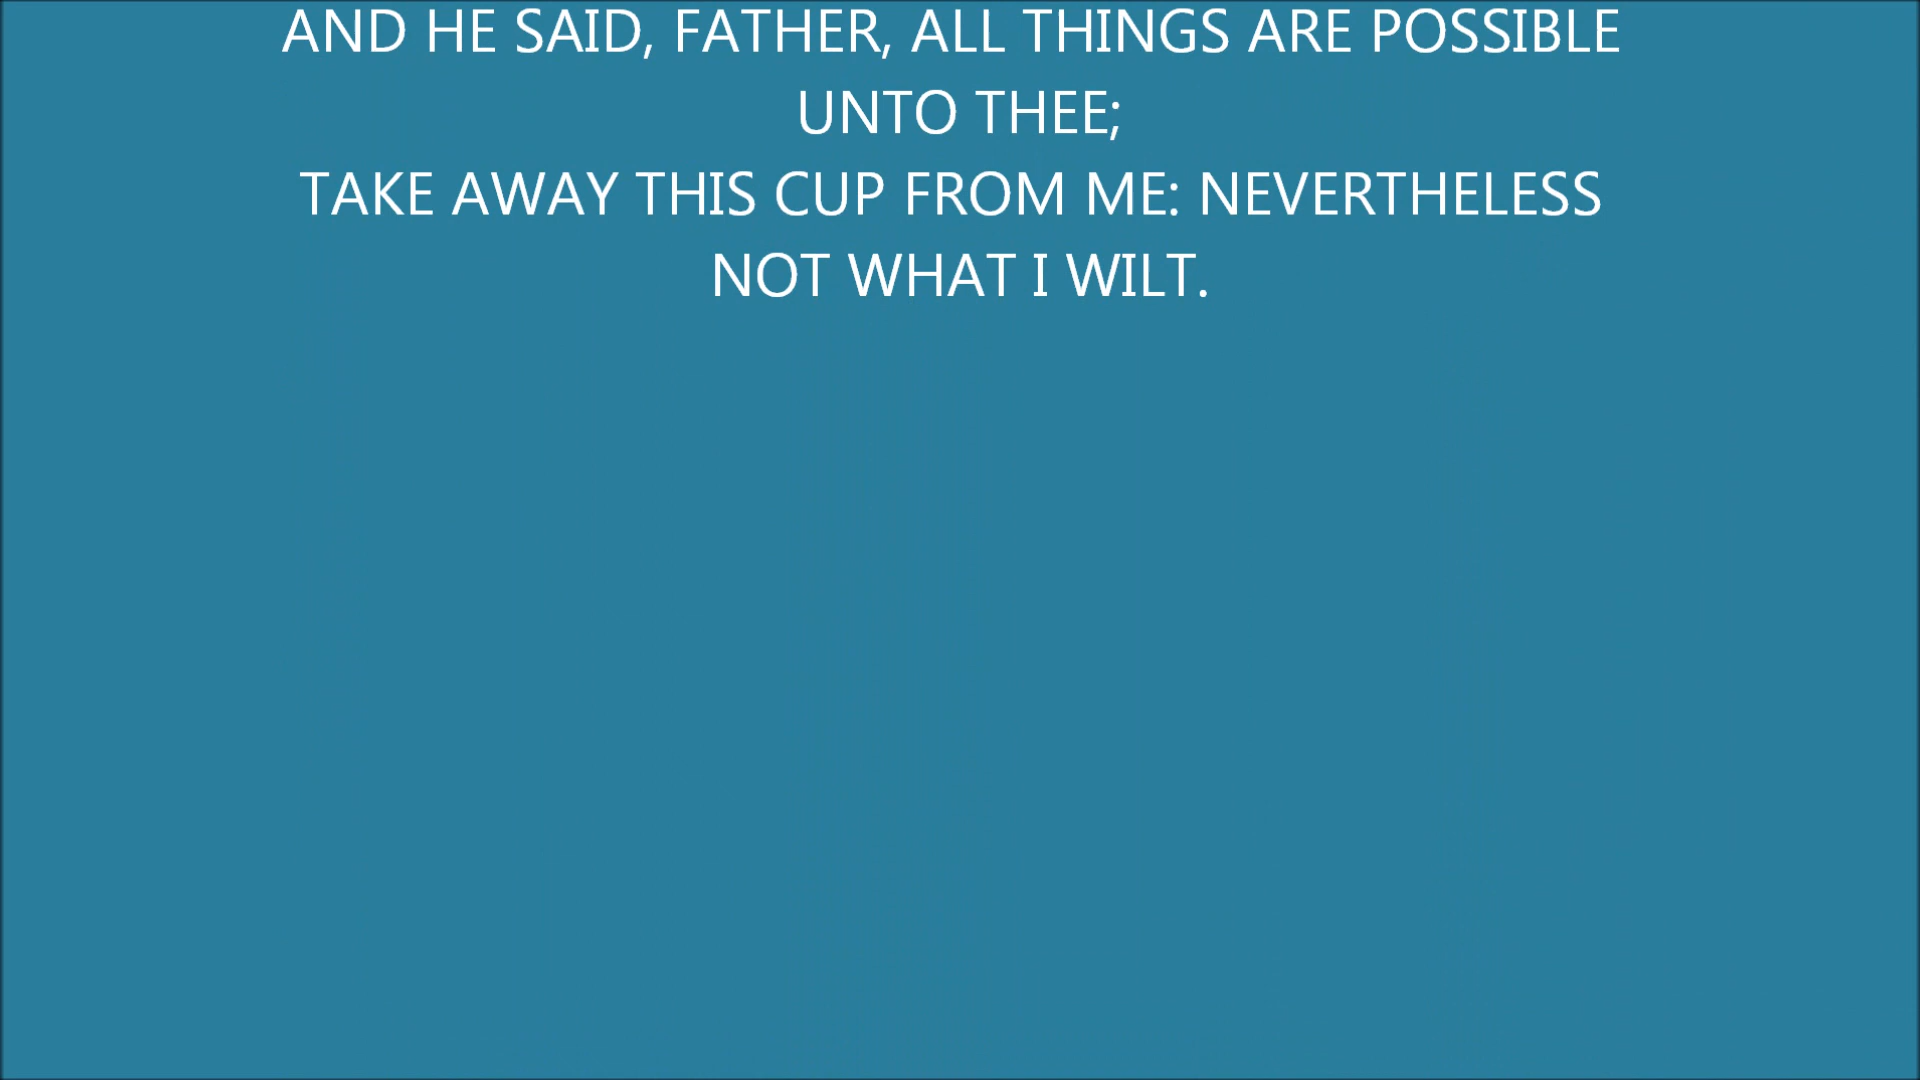 AND HE SAID, FATHER, ALL THINGS ARE POSSIBLE
UNTO THEE;
TAKE AWAY THIS CUP FROM ME: NEVERTHELESS
NOT WHAT I WILT.